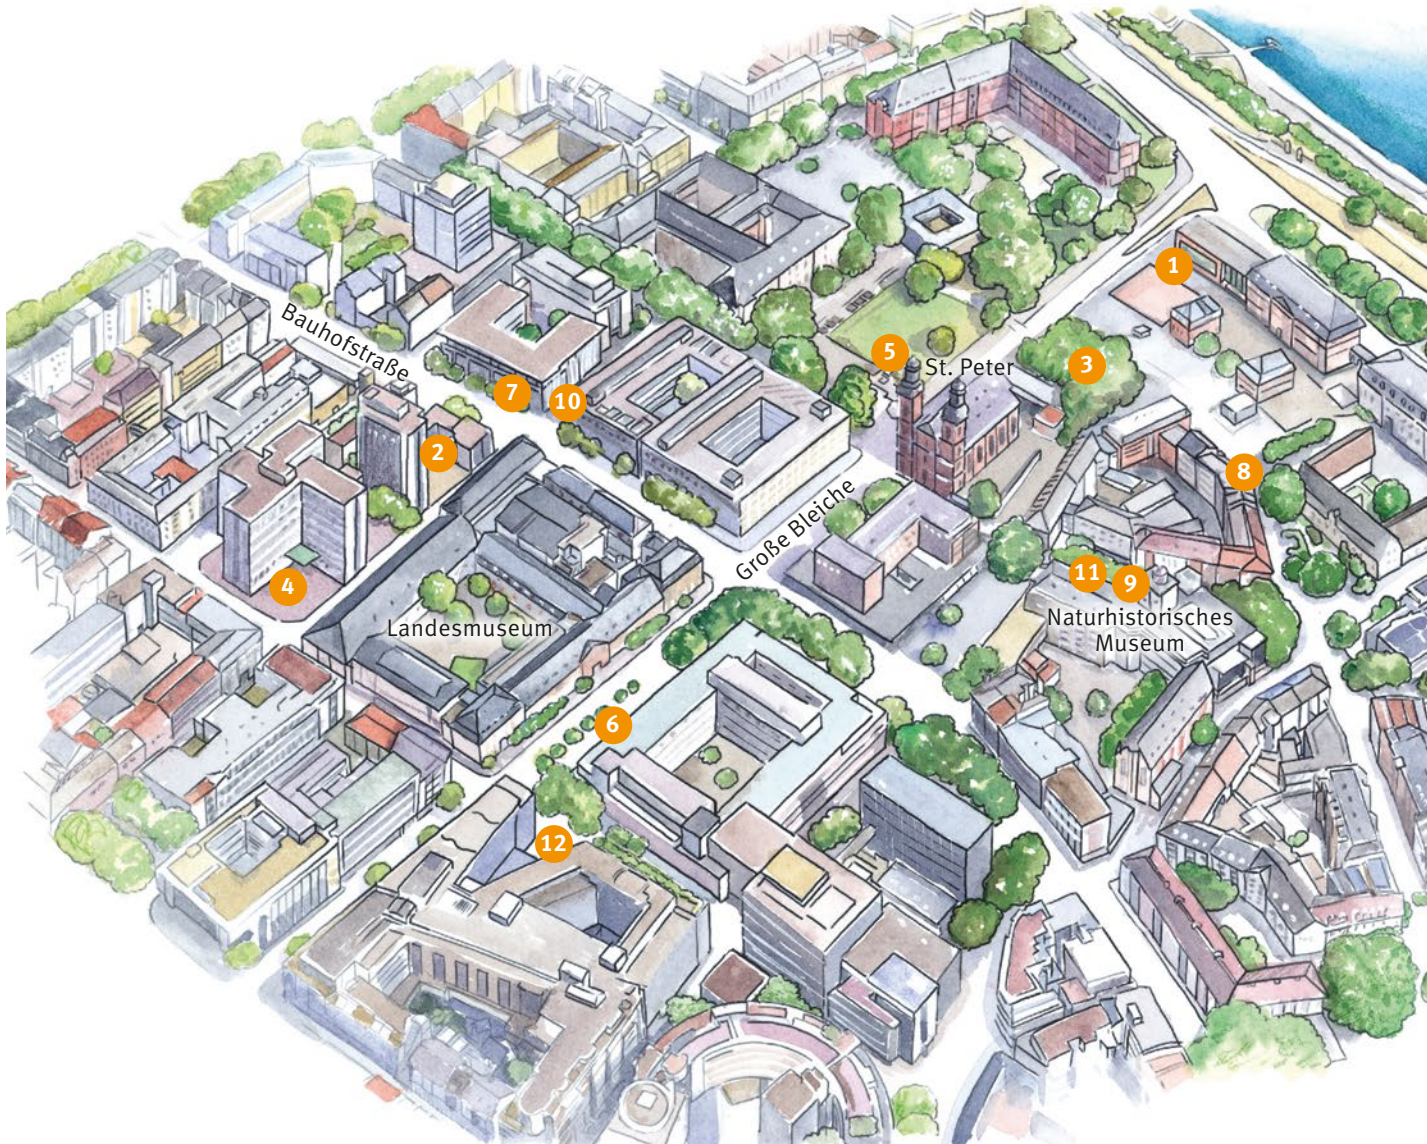 1
Bauhofstraße
5
St. Peter
3
7
10
2
8
Große Bleiche
4
11
9
Landesmuseum
Naturhistorisches
Museum
6
12